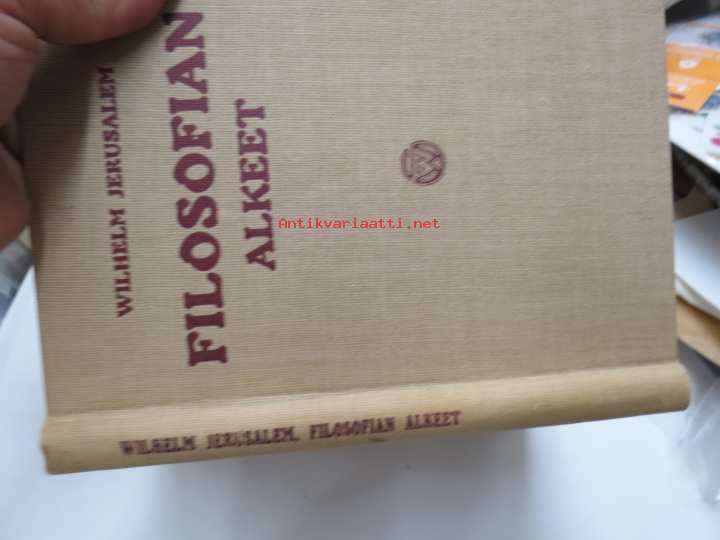 WILHELM JERUSALEM
FILOSOFIAN
ALKEET
Antikvariaatti.net
WILHELM JERUSALEM, FILOSOFIAN ALKEET